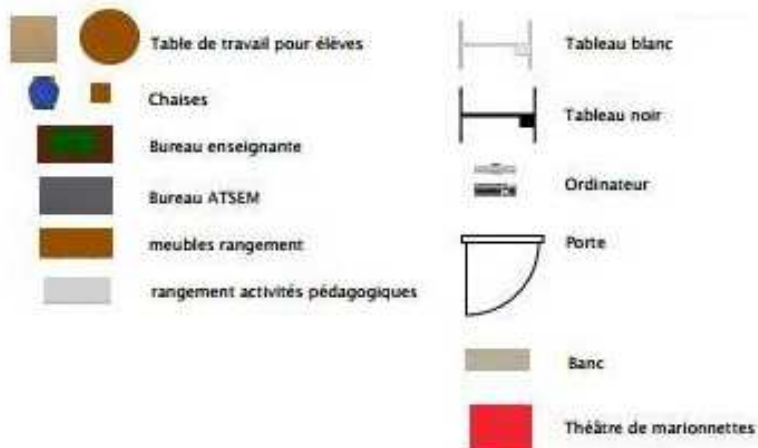 Table de travail pour élèves
Chaises
Bureau enseignante
Bureau ATSEM
meubles rangement
rangement activités pédagogiques
Tableau blanc
Tableau noir
Ordinateur
Porte
Banc
Théâtre de marionnettes